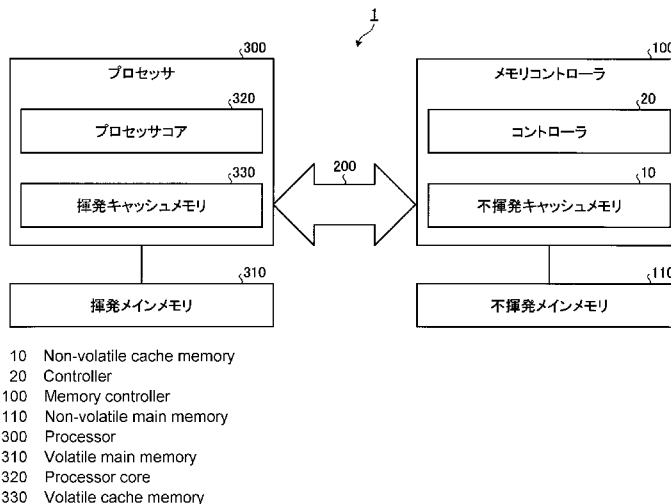 1
300
プロセッサ
320
プロセッサコア
330
揮発キャッシュメモリ
310
揮発メインメモリ
200
100
メモリコントローラ
20
コントローラ
10
不揮発キャッシュメモリ
110
不揮発メインメモリ
10 Non-volatile cache memory
20 Controller
100 Memory controller
110 Non-volatile main memory
300 Processor
310 Volatile main memory
320 Processor core
330 Volatile cache memory